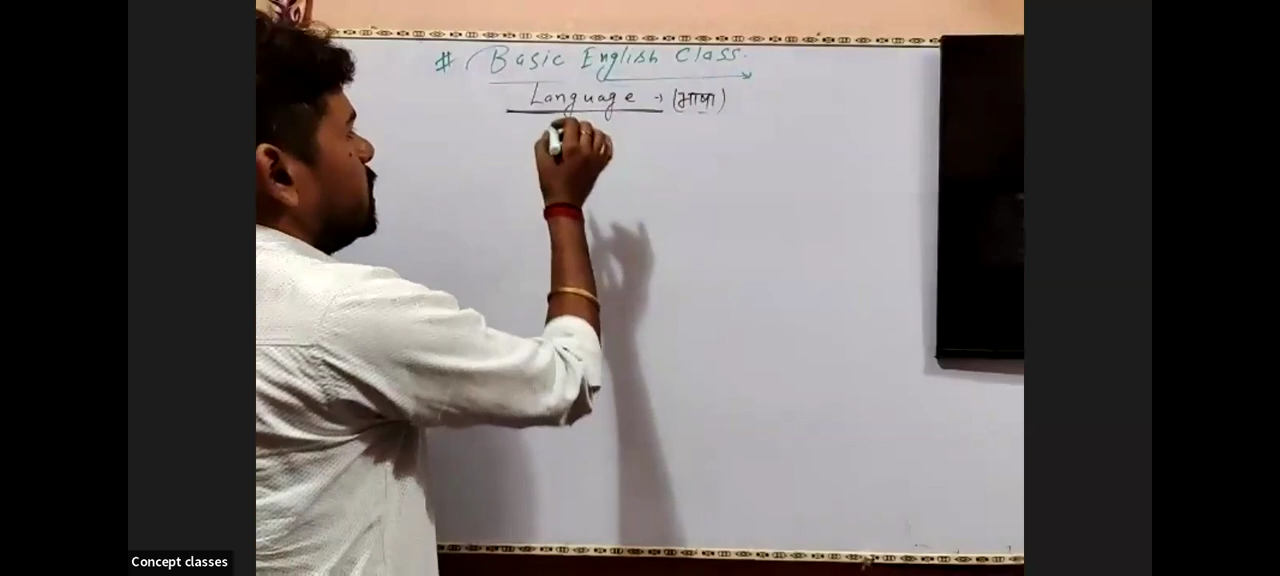 # Basic English Class.
Language → (भाषा)
Concept classes